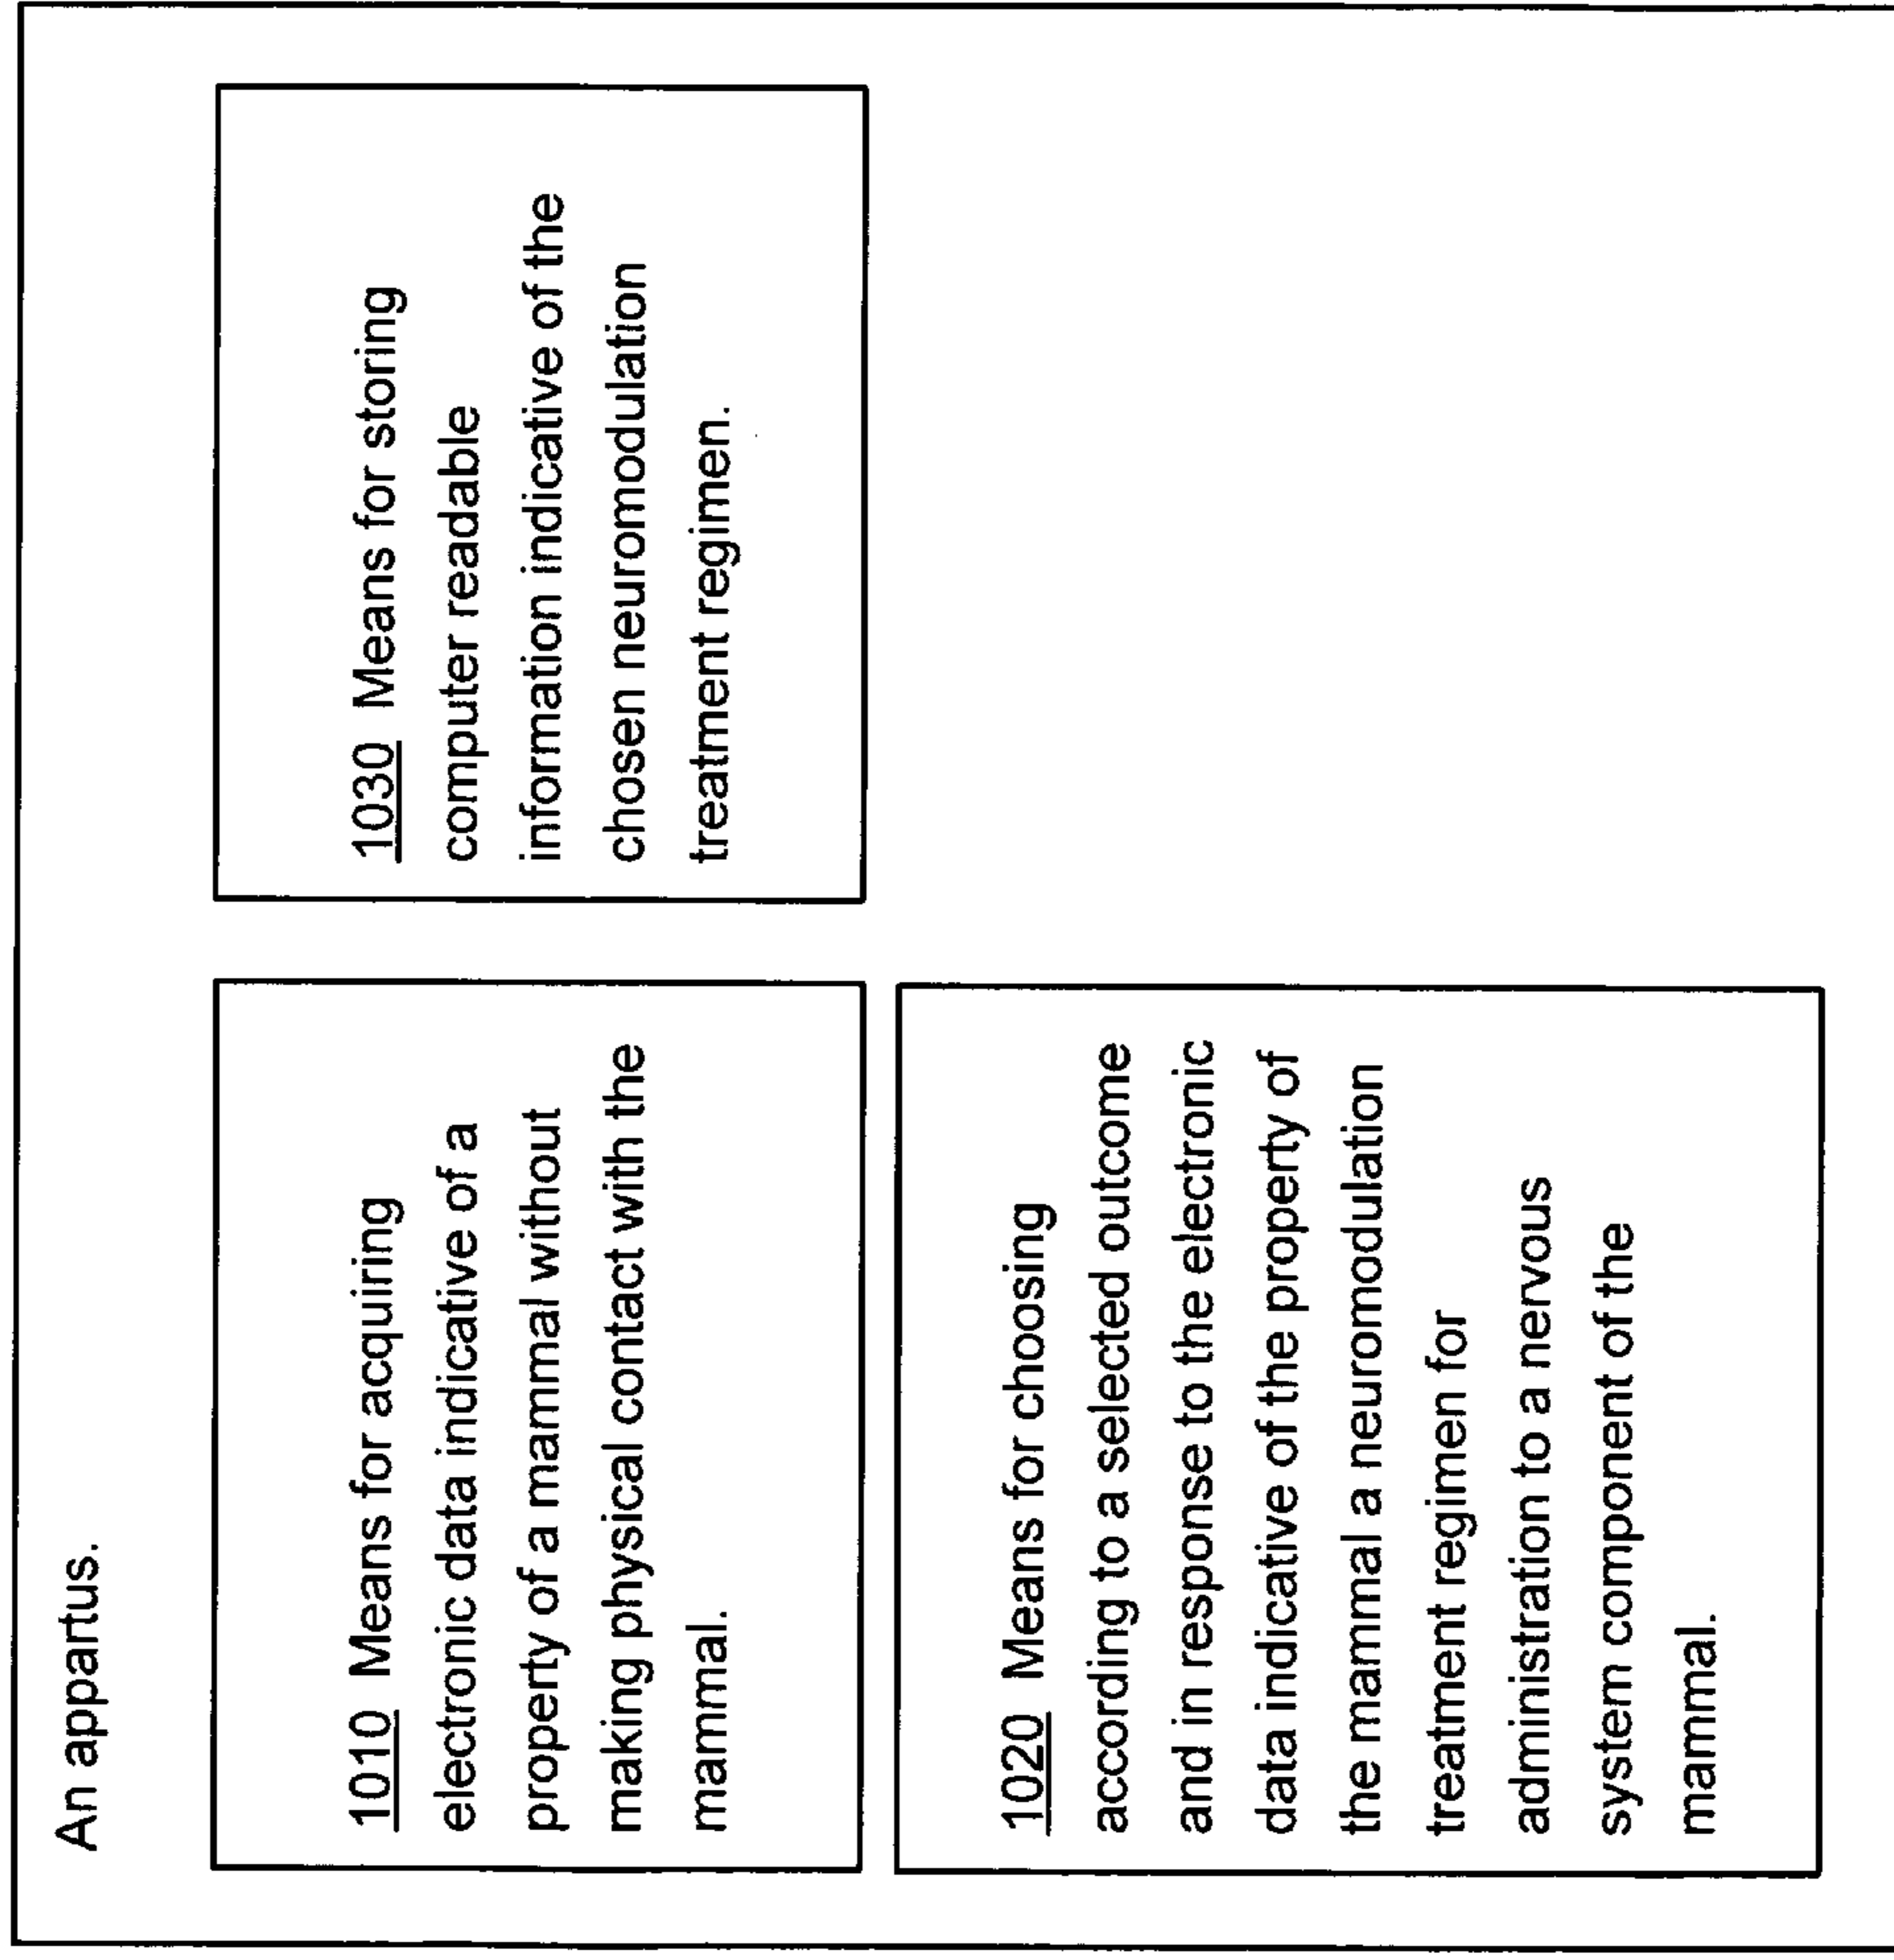 An appartus.
1010 Means for acquiring
electronic data indicative of a
property of a mammal without
making physical contact with the
mammal.
1020 Means for choosing
according to a selected outcome
and in response to the electronic
data indicative of the property of
the mammal a neuromodulation
treatment regimen for
administration to a nervous
system component of the
mammal.
1030 Means for storing
computer readable
information indicative of the
chosen neuromodulation
treatment regimen.